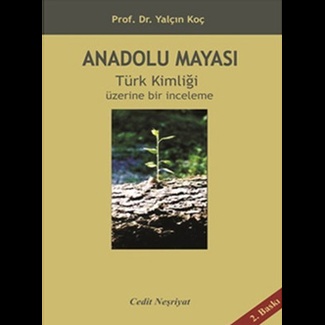 Prof. Dr. Yalçın Koç
ANADOLU MAYASI
Türk Kimliği
üzerine bir inceleme
Cedit Neşriyat
2. Baskı